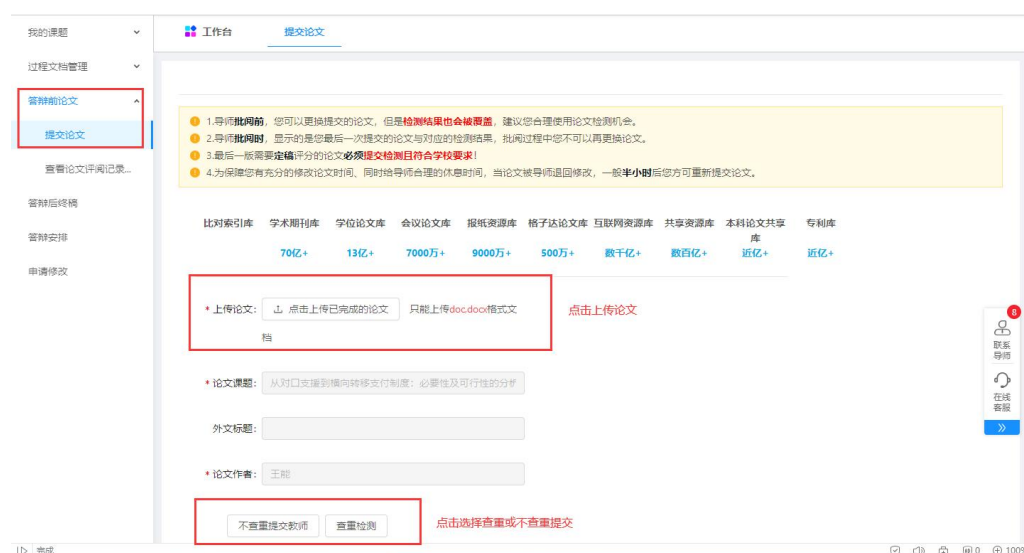 我的课题
工作台
提交论文
过程文档管理
答辩前论文
提交论文
查看论文评阅记录...
答辩后终稿
答辩安排
申请修改
1.导师批阅前，您可以更换提交的论文，但是检测结果也会被覆盖，建议您合理使用论文检测机会。
2.导师批阅时，显示的是您最后一次提交的论文与对应的检测结果，批阅过程中您不可以再更换论文。
3.最后一版需要定稿评分的论文必须提交检测且符合学校要求！
4.为保障您有充分的修改论文时间、同时给导师合理的休息时间，当论文被导师退回修改，一般半小时后您方可重新提交论文。
比对索引库 学术期刊库 学位论文库 会议论文库 报纸资源库 格子达论文库 互联网资源库 共享资源库 本科论文共享 专利库
库
70亿+ 13亿+ 7000万+ 9000万+ 500万+ 数千亿+ 数百亿+ 近亿+ 近亿+
* 上传论文： 点击上传已完成的论文 只能上传doc.docx格式文
档
点击上传论文
* 论文课题： 从对口支援到横向转移支付制度：必要性及可行性的分析
外文标题：
* 论文作者： 王能
不查重提交教师 查重检测
点击选择查重或不查重提交
8
联系
导师
在线
客服
完成
0
100%